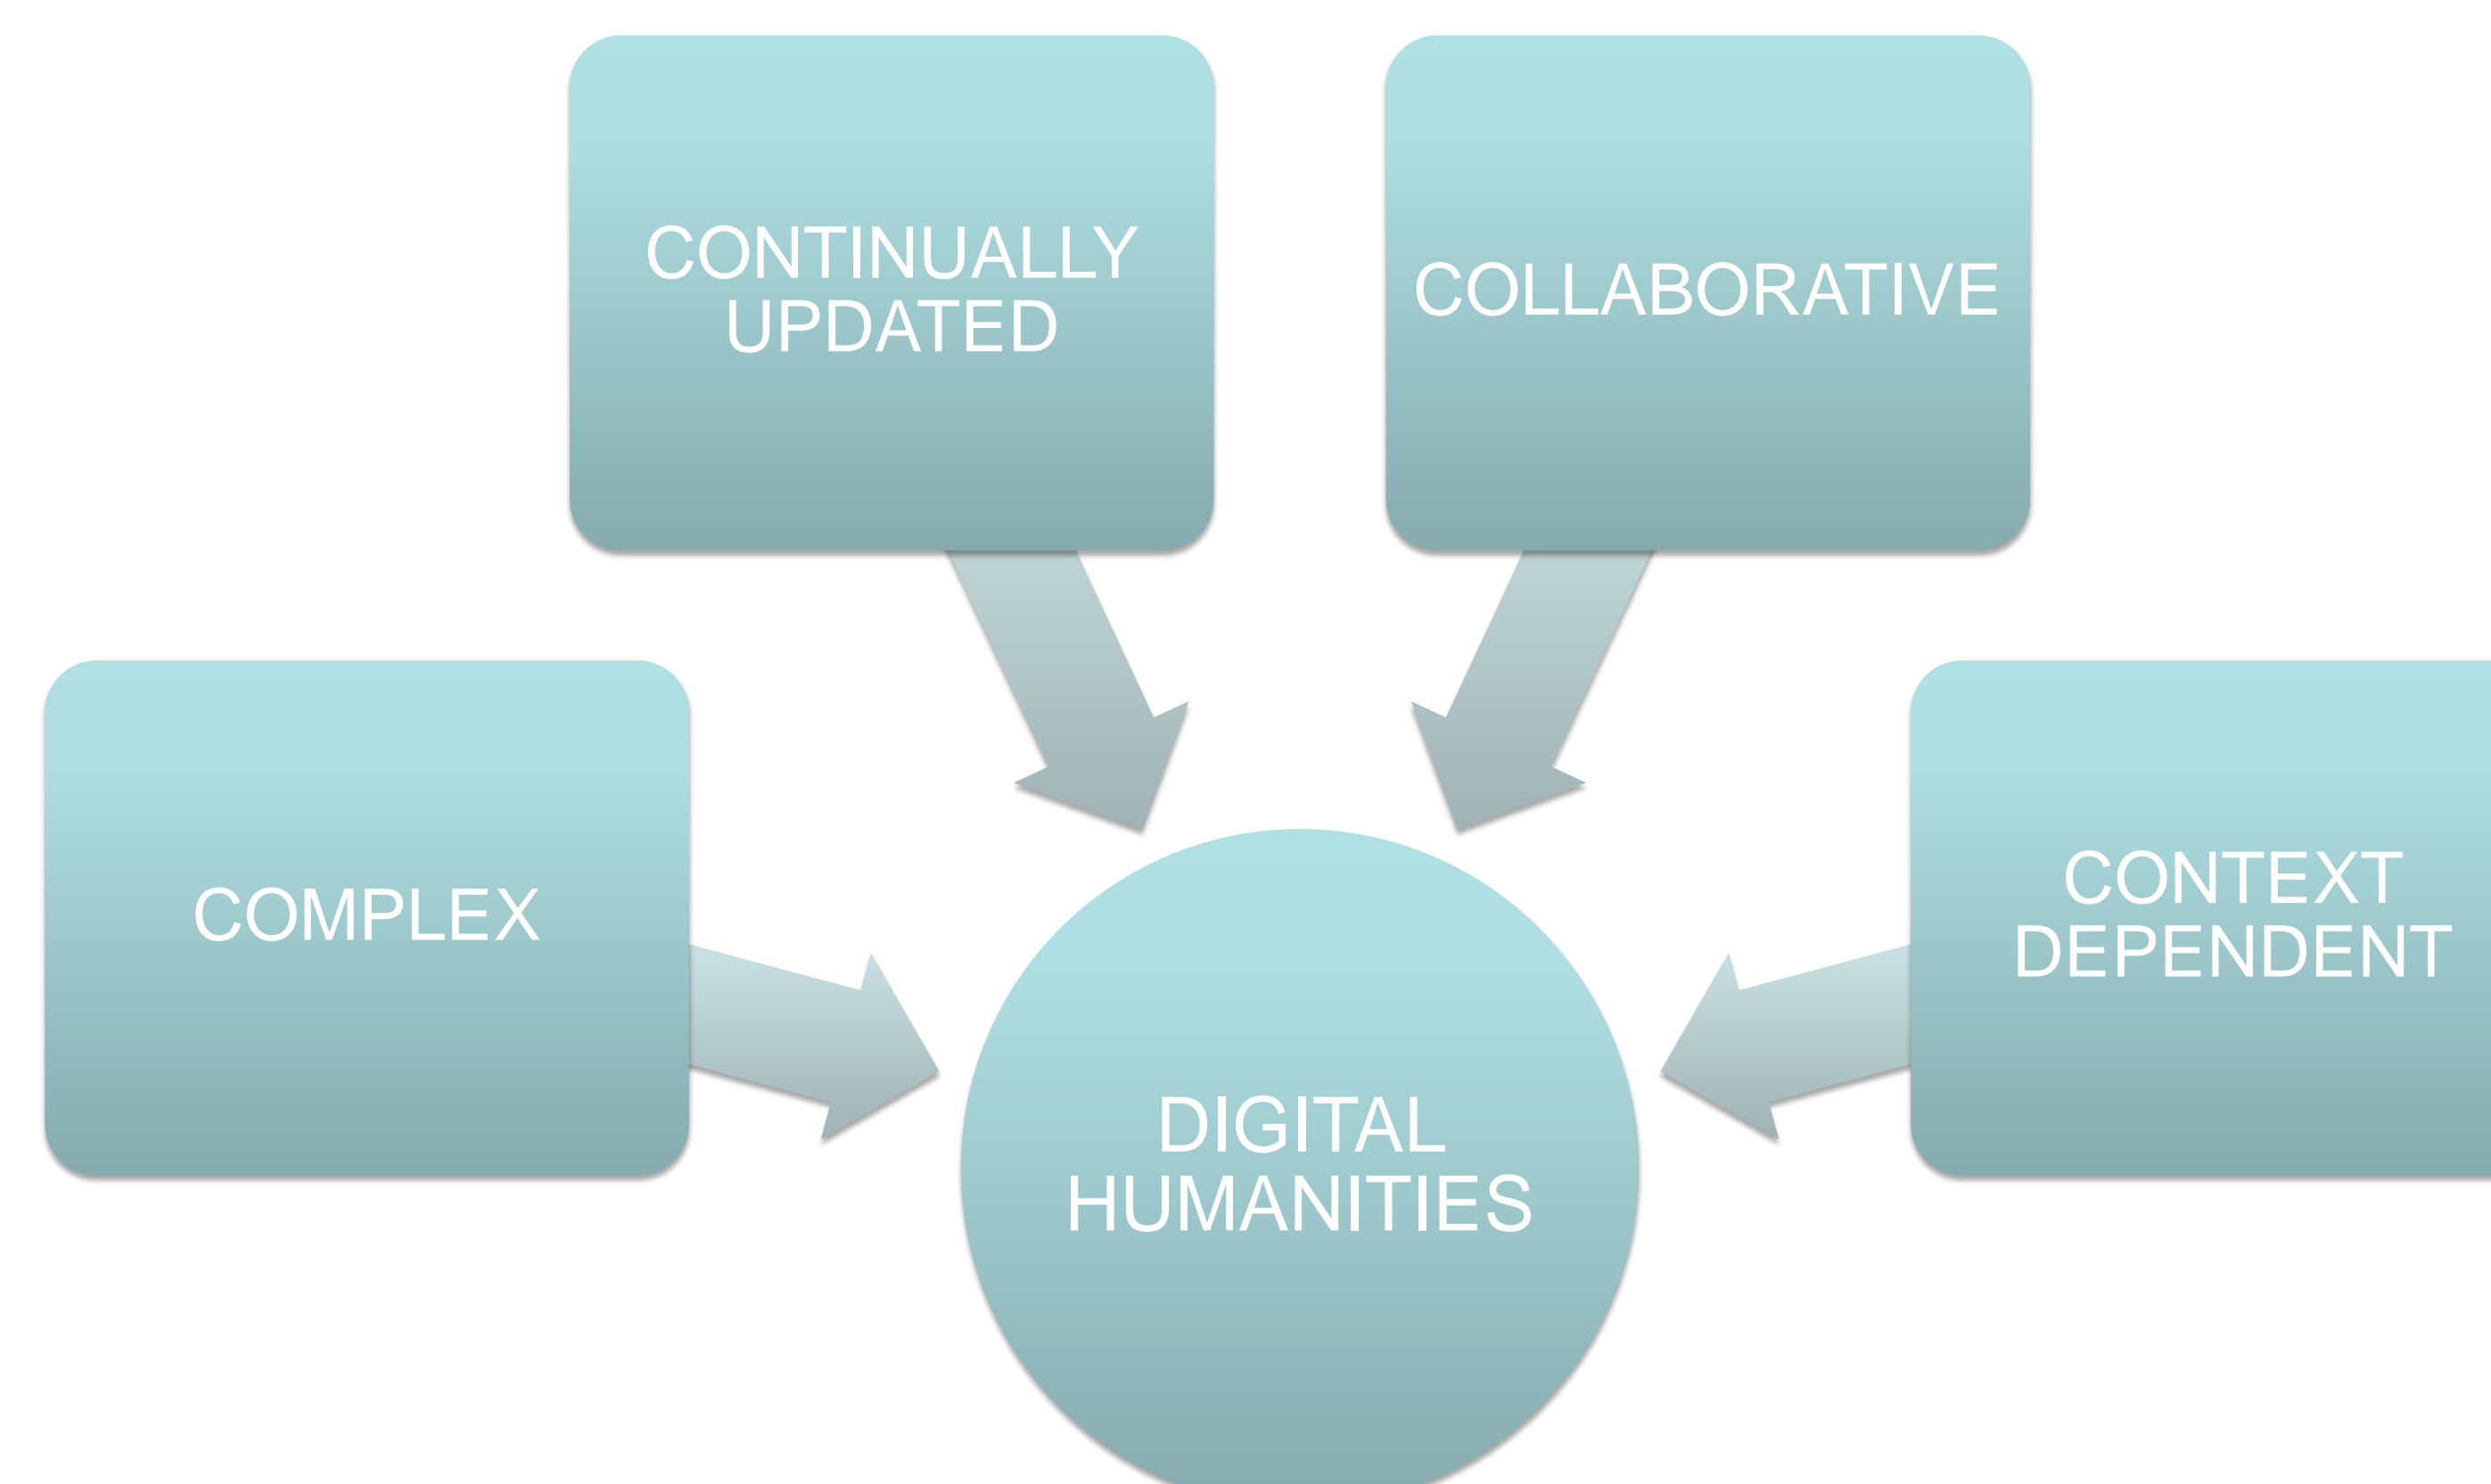 CONTINUALLY
UPDATED
COLLABORATIVE
COMPLEX
CONTEXT
DEPENDENT
DIGITAL
HUMANITIES